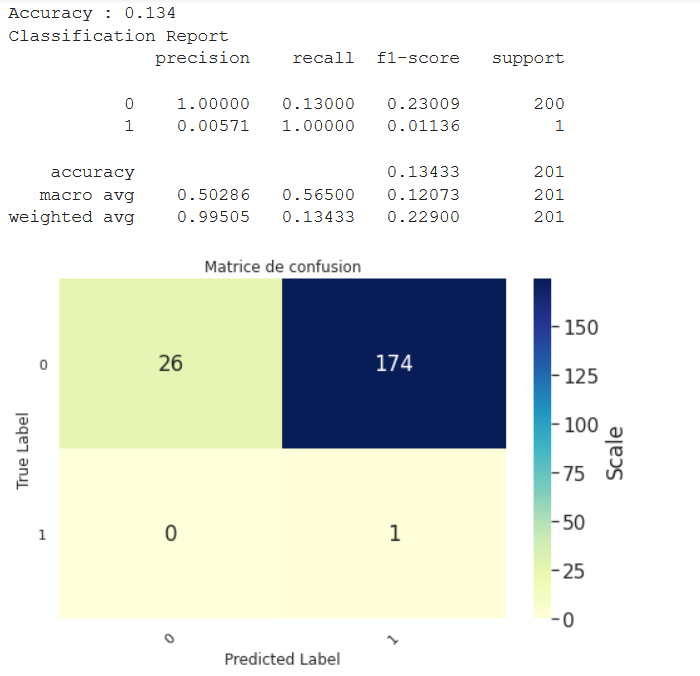 Accuracy : 0.134
Classification Report
precision recall f1-score support
0 1.00000 0.13000 0.23009 200
1 0.00571 1.00000 0.01136 1
accuracy 0.13433 201
macro avg 0.50286 0.56500 0.12073 201
weighted avg 0.99505 0.13433 0.22900 201
Matrice de confusion
0 26 174
1 0 1
0 1
True Label
Predicted Label
150
125
100
75
50
25
0
Scale